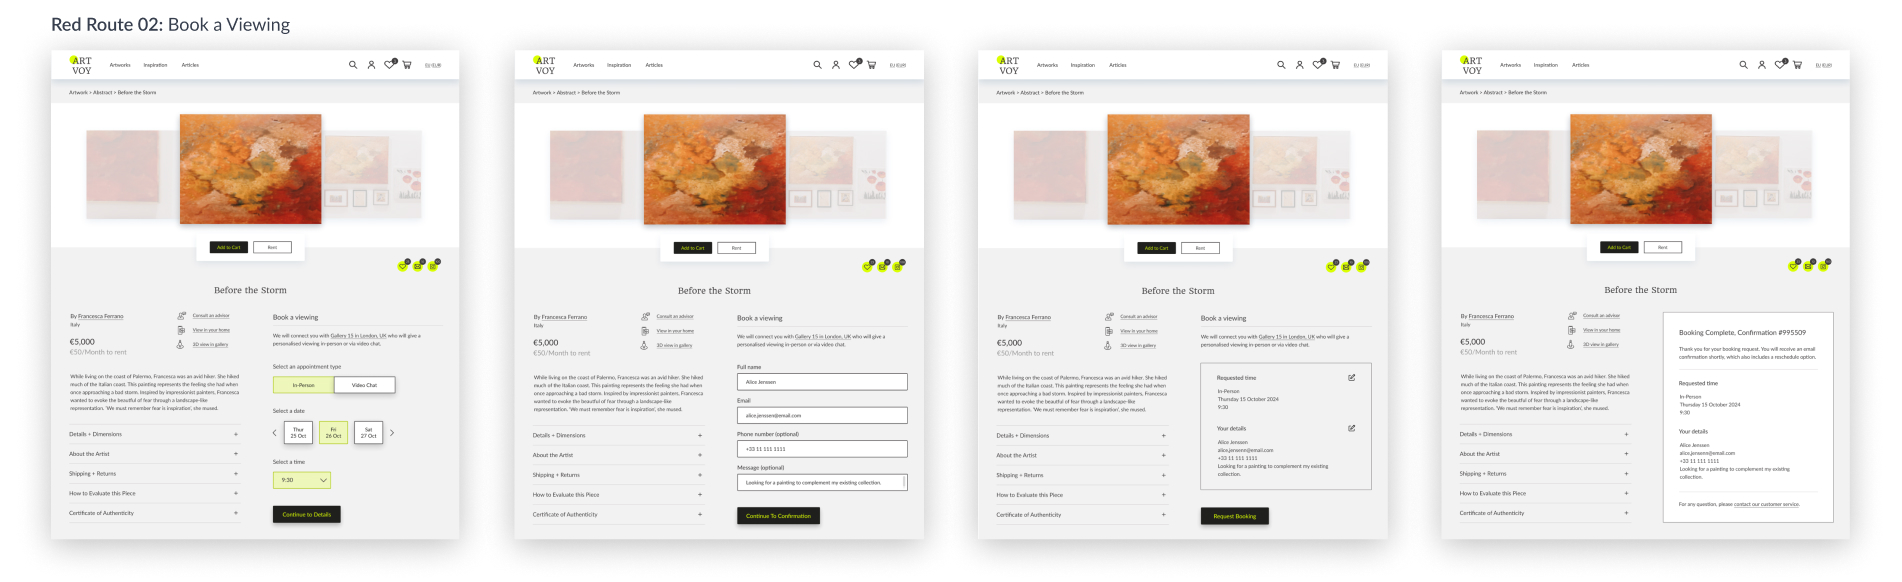 Red Route 02: Book a Viewing
ART
VOY
Artworks Inspiration Articles
EU (EUR)
Artwork > Abstract > Before the Storm
Add to Cart
Rent
Before the Storm
By Francesca Ferrano
Italy
€5,000
€50/Month to rent
Consult an advisor
View in your home
3D view in gallery
While living on the coast of Palermo, Francesca was an avid hiker. She hiked
much of the Italian coast. This painting represents the feeling she had when
once approaching a bad storm. Inspired by impressionist painters, Francesca
wanted to evoke the beautiful of fear through a landscape-like
representation. 'We must remember fear is inspiration', she mused.
Details + Dimensions +
About the Artist +
Shipping + Returns +
How to Evaluate this Piece +
Certificate of Authenticity +
Book a viewing
We will connect you with Gallery 15 in London, UK who will give a
personalised viewing in-person or via video chat.
Select an appointment type
In-Person
Video Chat
Select a date
Thur
25 Oct
Fri
26 Oct
Sat
27 Oct
Select a time
9:30
Continue to Details
ART
VOY
Artworks Inspiration Articles
EU (EUR)
Artwork > Abstract > Before the Storm
Add to Cart
Rent
Before the Storm
By Francesca Ferrano
Italy
€5,000
€50/Month to rent
Consult an advisor
View in your home
3D view in gallery
While living on the coast of Palermo, Francesca was an avid hiker. She hiked
much of the Italian coast. This painting represents the feeling she had when
once approaching a bad storm. Inspired by impressionist painters, Francesca
wanted to evoke the beautiful of fear through a landscape-like
representation. 'We must remember fear is inspiration', she mused.
Details + Dimensions +
About the Artist +
Shipping + Returns +
How to Evaluate this Piece +
Certificate of Authenticity +
Book a viewing
We will connect you with Gallery 15 in London, UK who will give a
personalised viewing in-person or via video chat.
Full name
Alice Jenssen
Email
alice.jenssen@email.com
Phone number (optional)
+33 11 111 1111
Message (optional)
Looking for a painting to complement my existing collection.
Continue To Confirmation
ART
VOY
Artworks Inspiration Articles
EU (EUR)
Artwork > Abstract > Before the Storm
Add to Cart
Rent
Before the Storm
By Francesca Ferrano
Italy
€5,000
€50/Month to rent
Consult an advisor
View in your home
3D view in gallery
While living on the coast of Palermo, Francesca was an avid hiker. She hiked
much of the Italian coast. This painting represents the feeling she had when
once approaching a bad storm. Inspired by impressionist painters, Francesca
wanted to evoke the beautiful of fear through a landscape-like
representation. 'We must remember fear is inspiration', she mused.
Details + Dimensions +
About the Artist +
Shipping + Returns +
How to Evaluate this Piece +
Certificate of Authenticity +
Book a viewing
We will connect you with Gallery 15 in London, UK who will give a
personalised viewing in-person or via video chat.
Requested time
In-Person
Thursday 15 October 2024
9:30
Your details
Alice Jenssen
alice.jensenn@email.com
+33 11 111 1111
Looking for a painting to complement my existing
collection.
Request Booking
ART
VOY
Artworks Inspiration Articles
EU (EUR)
Artwork > Abstract > Before the Storm
Add to Cart
Rent
Before the Storm
By Francesca Ferrano
Italy
€5,000
€50/Month to rent
Consult an advisor
View in your home
3D view in gallery
While living on the coast of Palermo, Francesca was an avid hiker. She hiked
much of the Italian coast. This painting represents the feeling she had when
once approaching a bad storm. Inspired by impressionist painters, Francesca
wanted to evoke the beautiful of fear through a landscape-like
representation. 'We must remember fear is inspiration', she mused.
Details + Dimensions +
About the Artist +
Shipping + Returns +
How to Evaluate this Piece +
Certificate of Authenticity +
Booking Complete, Confirmation #995509
Thank you for your booking request. You will receive an email
confirmation shortly, which also includes a reschedule option.
Requested time
In-Person
Thursday 15 October 2024
9:30
Your details
Alice Jenssen
alice.jensenn@email.com
+33 11 111 1111
Looking for a painting to complement my existing
collection.
For any question, please contact our customer service.